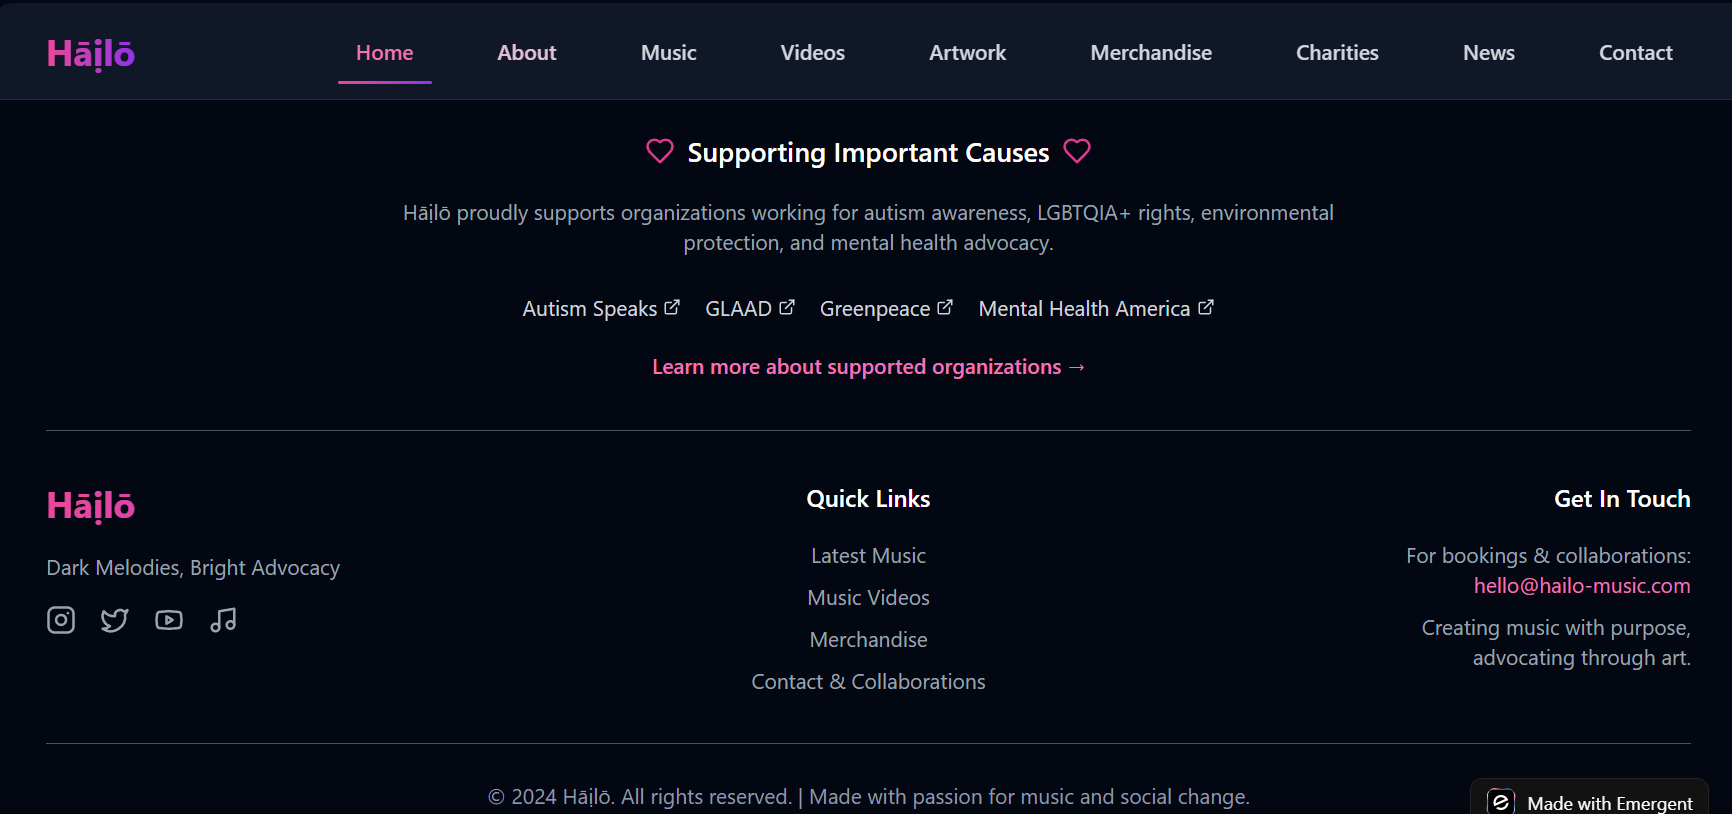 Hāịlō
Home About Music Videos Artwork Merchandise Charities News Contact
Supporting Important Causes
Hāịlō proudly supports organizations working for autism awareness, LGBTQIA+ rights, environmental
protection, and mental health advocacy.
Autism Speaks GLAAD Greenpeace Mental Health America
Learn more about supported organizations →
Hāịlō
Dark Melodies, Bright Advocacy
Quick Links
Latest Music
Music Videos
Merchandise
Contact & Collaborations
Get In Touch
For bookings & collaborations:
hello@hailo-music.com
Creating music with purpose,
advocating through art.
© 2024 Hāịlō. All rights reserved. | Made with passion for music and social change.
Made with Emergent